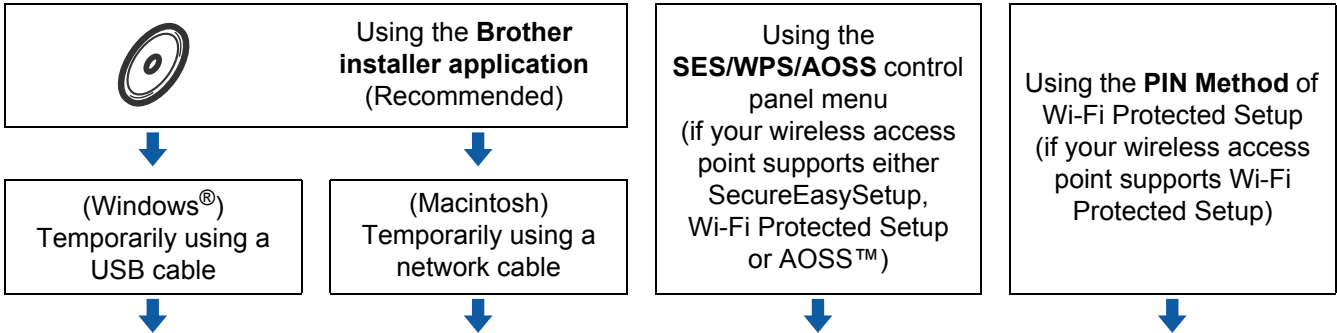 Using the Brother
installer application
(Recommended)
(Windows®)
Temporarily using a
USB cable
(Macintosh)
Temporarily using a
network cable
Using the
SES/WPS/AOSS control
panel menu
(if your wireless access
point supports either
SecureEasySetup,
Wi-Fi Protected Setup
or AOSS™)
Using the PIN Method of
Wi-Fi Protected Setup
(if your wireless access
point supports Wi-Fi
Protected Setup)